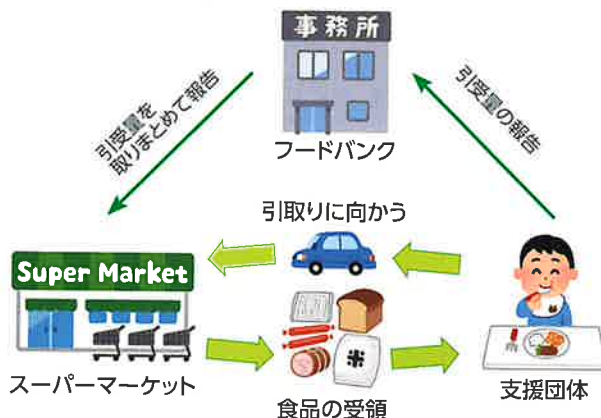 事務所
フードバンク
引受量を
取りまとめて報告
引受量の報告
引取りに向かう
Super Market
米
スーパーマーケット
食品の受領
支援団体